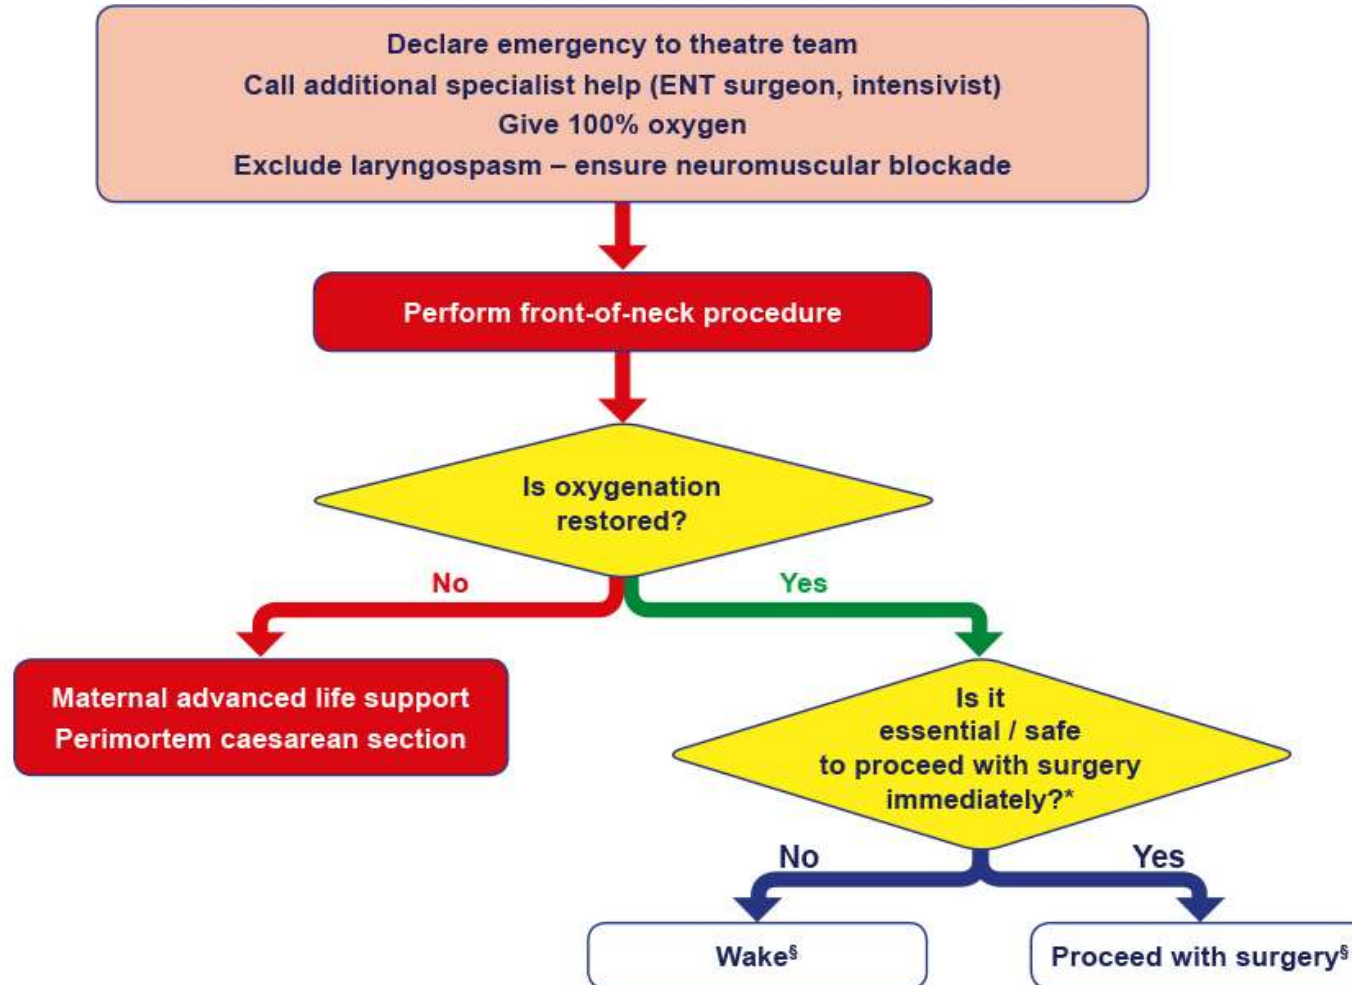 Declare emergency to theatre team
Call additional specialist help (ENT surgeon, intensivist)
Give 100% oxygen
Exclude laryngospasm – ensure neuromuscular blockade
Perform front-of-neck procedure
Is oxygenation
restored?
No
Yes
Maternal advanced life support
Perimortem caesarean section
Is it
essential / safe
to proceed with surgery
immediately?*
No
Yes
Wake§
Proceed with surgery§